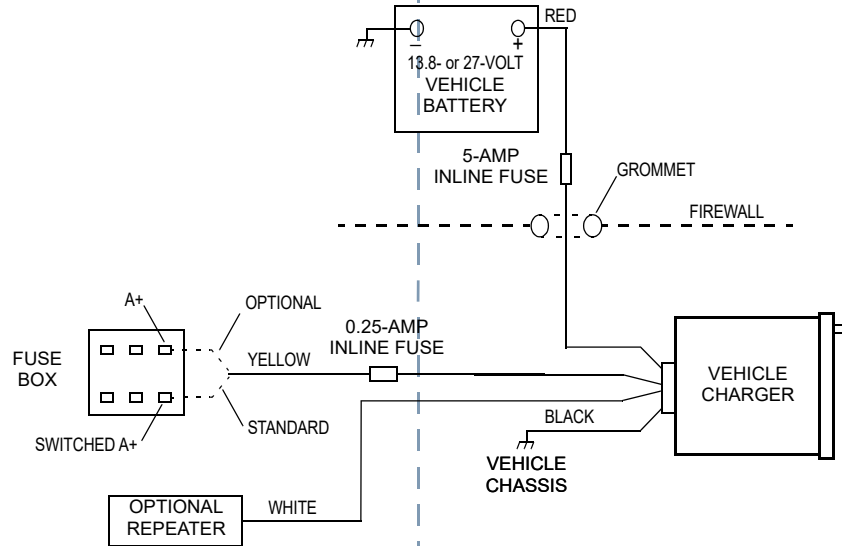 RED
− +
13.8- or 27-VOLT
VEHICLE
BATTERY
5-AMP
INLINE FUSE
GROMMET
FIREWALL
A+
OPTIONAL
0.25-AMP
INLINE FUSE
FUSE
BOX
YELLOW
VEHICLE
CHARGER
STANDARD
SWITCHED A+
BLACK
VEHICLE
CHASSIS
OPTIONAL
REPEATER
WHITE